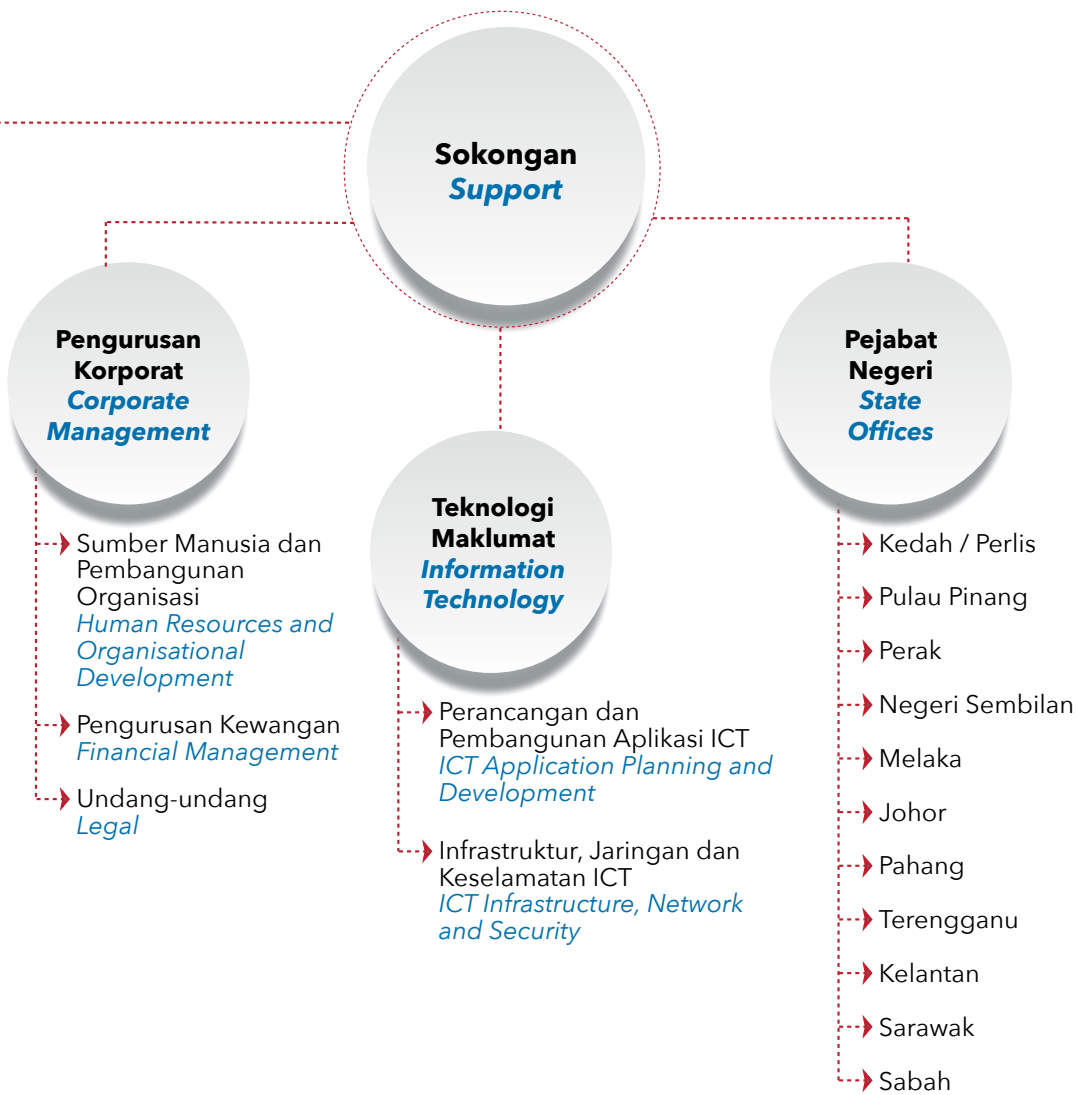 Sokongan
Support
Pengurusan
Korporat
Corporate
Management
Sumber Manusia dan
Pembangunan
Organisasi
Human Resources and
Organisational
Development
Pengurusan Kewangan
Financial Management
Undang-undang
Legal
Teknologi
Maklumat
Information
Technology
Perancangan dan
Pembangunan Aplikasi ICT
ICT Application Planning and
Development
Infrastruktur, Jaringan dan
Keselamatan ICT
ICT Infrastructure, Network
and Security
Pejabat
Negeri
State
Offices
Kedah / Perlis
Pulau Pinang
Perak
Negeri Sembilan
Melaka
Johor
Pahang
Terengganu
Kelantan
Sarawak
Sabah